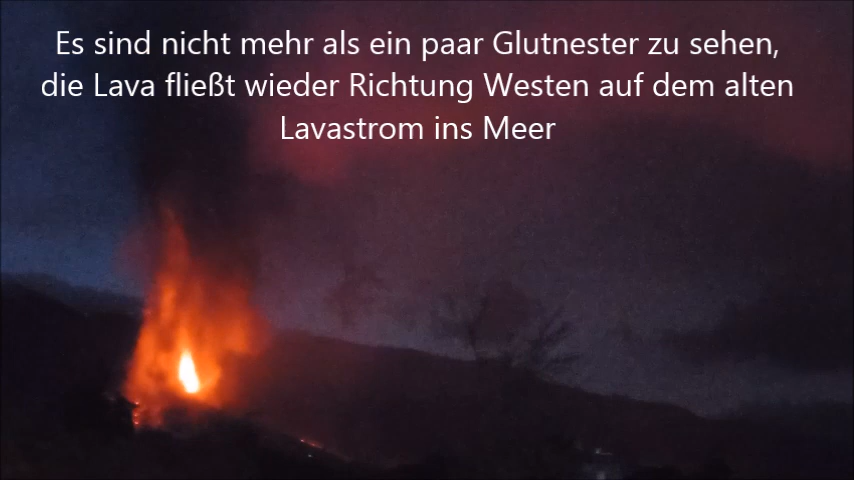 Es sind nicht mehr als ein paar Glutnester zu sehen,
die Lava fließt wieder Richtung Westen auf dem alten
Lavastrom ins Meer